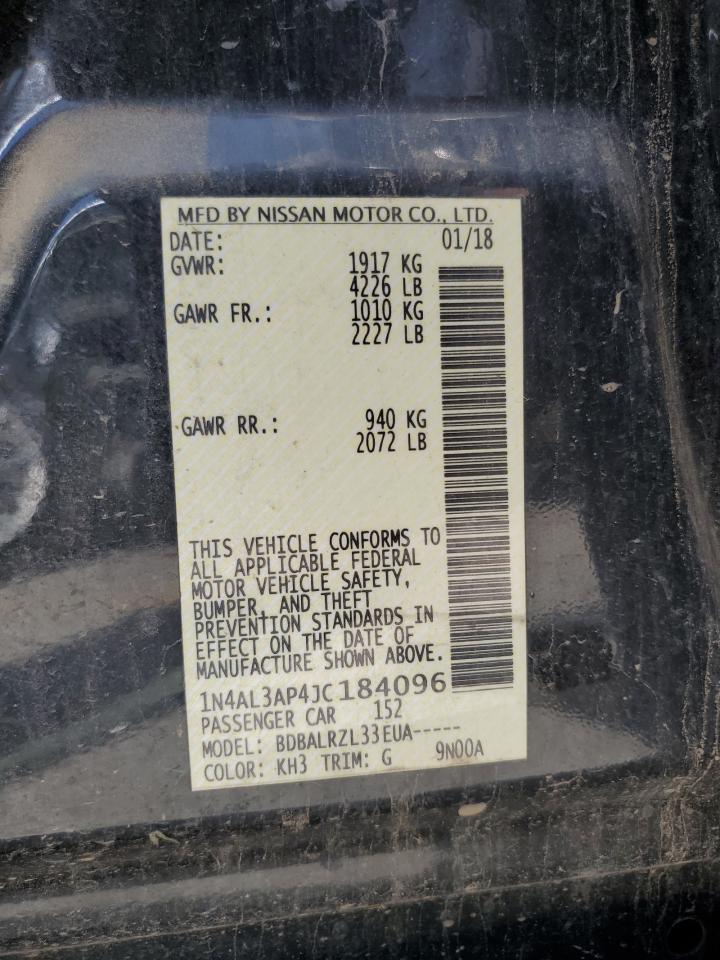 MFD BY NISSAN MOTOR CO., LTD.
DATE: 01/18
GVWR: 1917 KG
4226 LB
GAWR FR.: 1010 KG
2227 LB
GAWR RR.: 940 KG
2072 LB
THIS VEHICLE CONFORMS TO
ALL APPLICABLE FEDERAL
MOTOR VEHICLE SAFETY,
BUMPER, AND THEFT
PREVENTION STANDARDS IN
EFFECT ON THE DATE OF
MANUFACTURE SHOWN ABOVE.
1N4AL3AP4JC184096
PASSENGER CAR 152
MODEL: BDBALRZL33EUA-----
COLOR: KH3 TRIM: G 9N00A